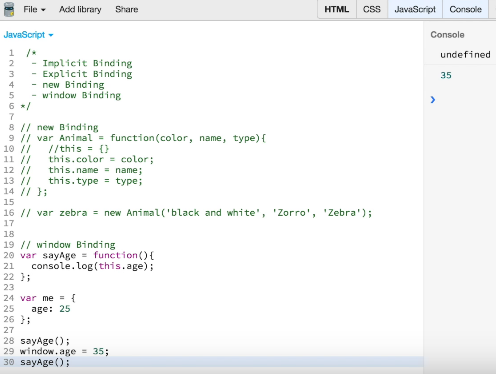 File Add library Share HTML CSS JavaScript Console
JavaScript
Console
undefined
35
1 /*
2 - Implicit Binding
3 - Explicit Binding
4 - new Binding
5 - window Binding
6 */
7
8 // new Binding
9 // var Animal = function(color, name, type){
10 // //this = {}
11 // this.color = color;
12 // this.name = name;
13 // this.type = type;
14 // };
15
16 // var zebra = new Animal('black and white', 'Zorro', 'Zebra');
17
18
19 // window Binding
20 var sayAge = function(){
21 console.log(this.age);
22 };
23
24 var me = {
25 age: 25
26 };
27
28 sayAge();
29 window.age = 35;
30 sayAge();